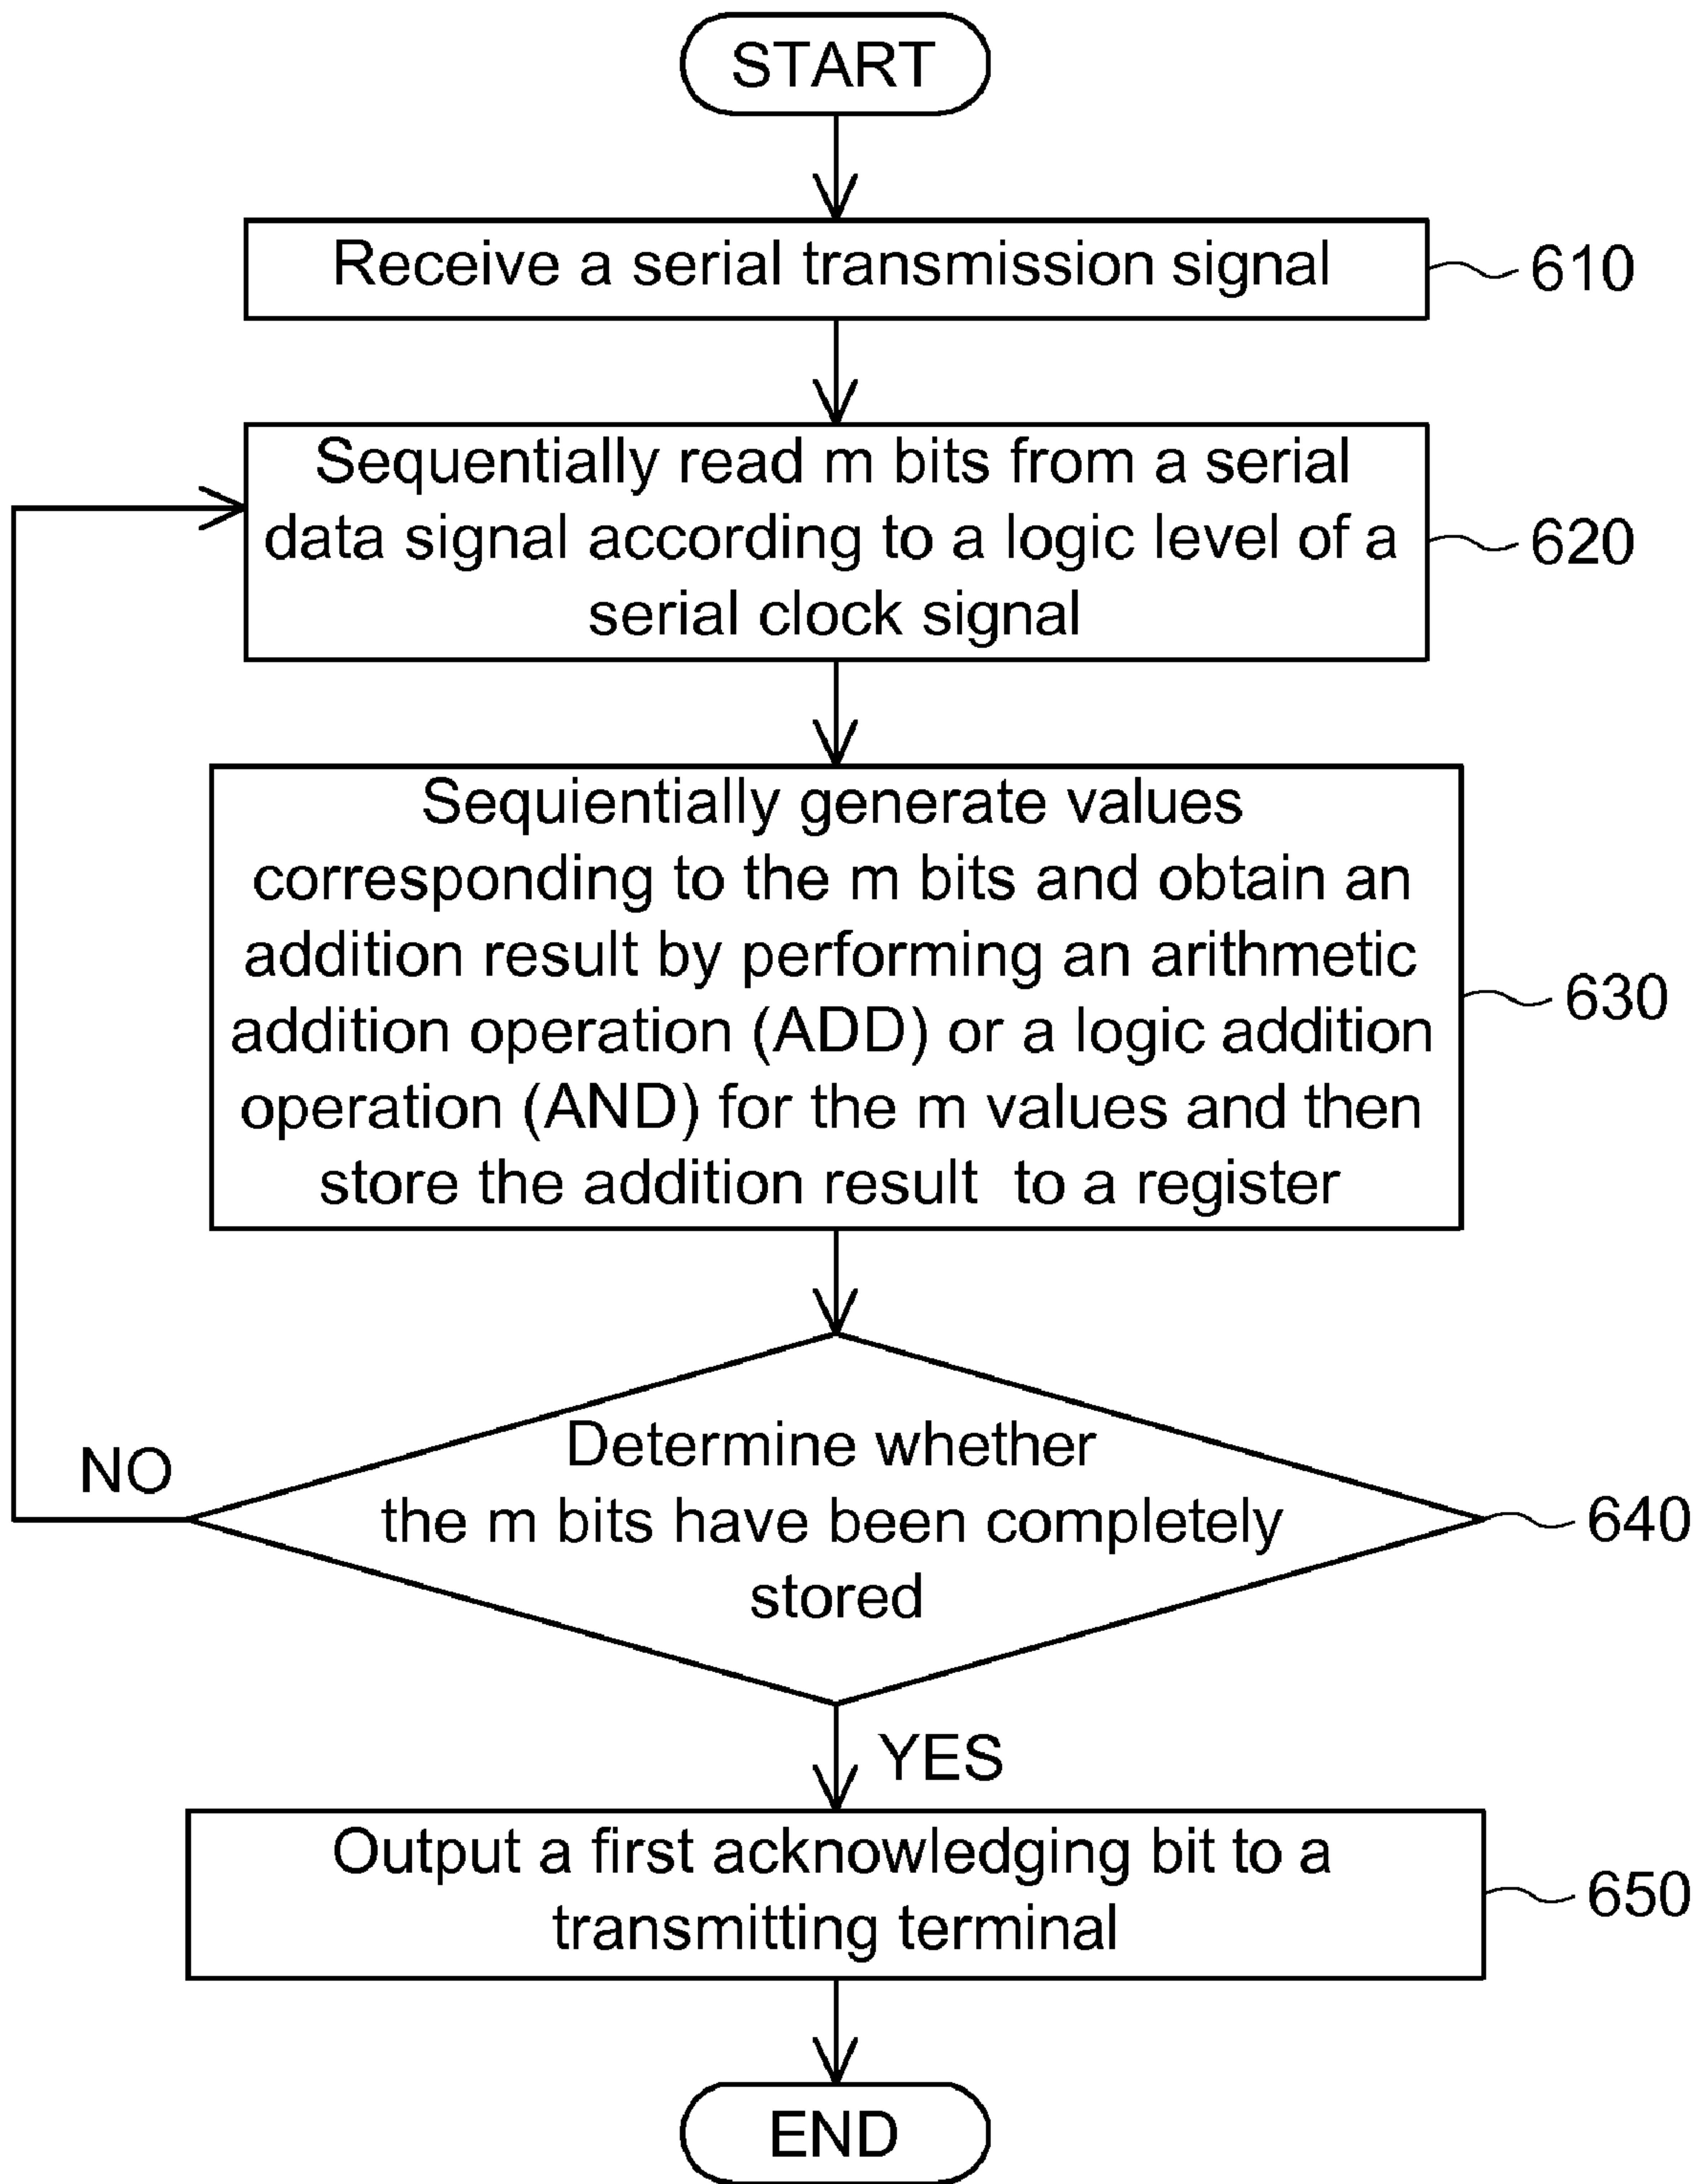 START
Receive a serial transmission signal
610
Sequentially read m bits from a serial
data signal according to a logic level of a
serial clock signal
620
Sequientially generate values
corresponding to the m bits and obtain an
addition result by performing an arithmetic
addition operation (ADD) or a logic addition
operation (AND) for the m values and then
store the addition result to a register
630
Determine whether
the m bits have been completely
stored
640
NO
YES
Output a first acknowledging bit to a
transmitting terminal
650
END